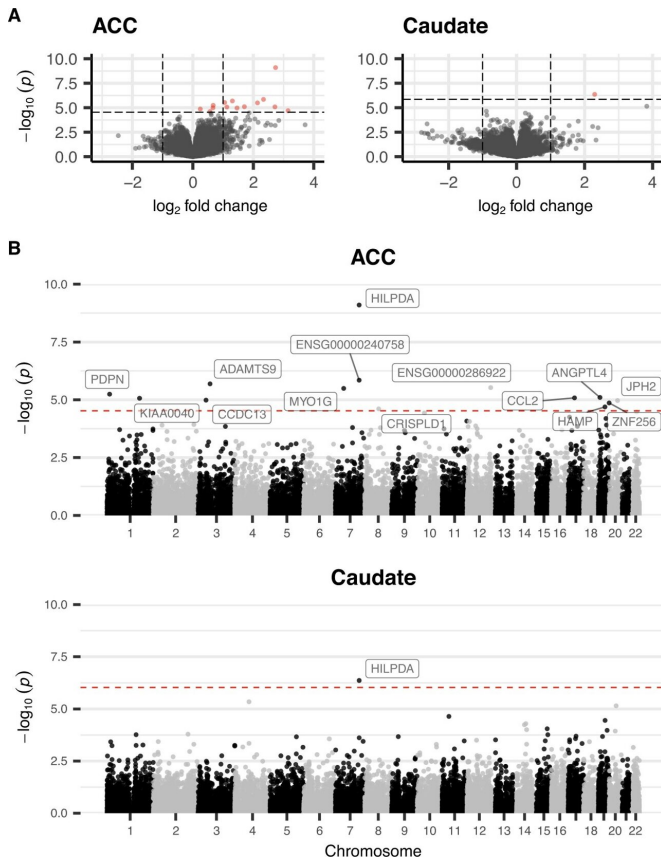 A
ACC
Caudate
10.0
7.5
5.0
2.5
0.0
−log10 (p)
−2
0
2
4
log2 fold change
10.0
7.5
5.0
2.5
0.0
−2
0
2
4
log2 fold change
B
ACC
10.0
7.5
5.0
2.5
0.0
−log10 (p)
HILPDA
ENSG00000240758
ADAMTS9
ENSG00000286922
ANGPTL4
PDPN
JPH2
MYO1G
CCL2
KIAA0040
CCDC13
CRISPLD1
HAMP
ZNF256
1 2 3 4 5 6 7 8 9 10 11 12 13 14 15 16 18 20 22
Caudate
10.0
7.5
5.0
2.5
0.0
−log10 (p)
HILPDA
1 2 3 4 5 6 7 8 9 10 11 12 13 14 15 16 18 20 22
Chromosome